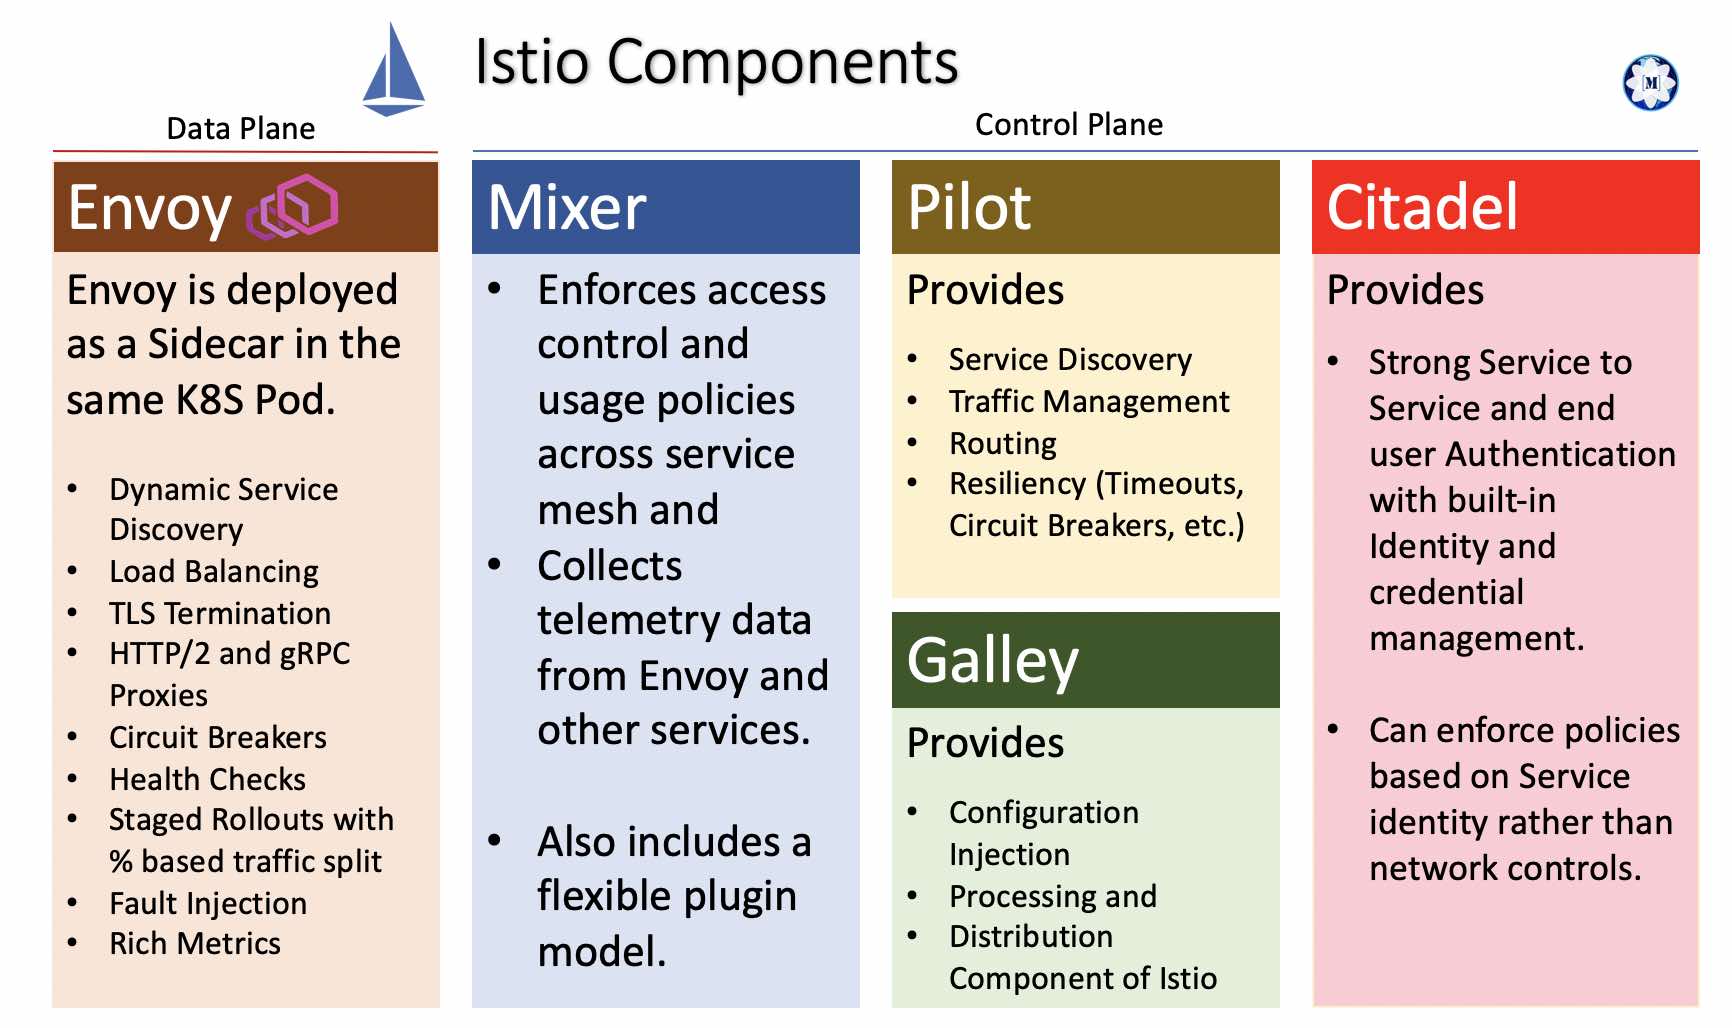 Istio Components
[M]
Data Plane
Control Plane
Envoy
Envoy is deployed
as a Sidecar in the
same K8S Pod.
• Dynamic Service
Discovery
• Load Balancing
• TLS Termination
• HTTP/2 and gRPC
Proxies
• Circuit Breakers
• Health Checks
• Staged Rollouts with
% based traffic split
• Fault Injection
• Rich Metrics
Mixer
• Enforces access
control and
usage policies
across service
mesh and
• Collects
telemetry data
from Envoy and
other services.
• Also includes a
flexible plugin
model.
Pilot
Provides
• Service Discovery
• Traffic Management
• Routing
• Resiliency (Timeouts,
Circuit Breakers, etc.)
Galley
Provides
• Configuration
Injection
• Processing and
• Distribution
Component of Istio
Citadel
Provides
• Strong Service to
Service and end
user Authentication
with built-in
Identity and
credential
management.
• Can enforce policies
based on Service
identity rather than
network controls.